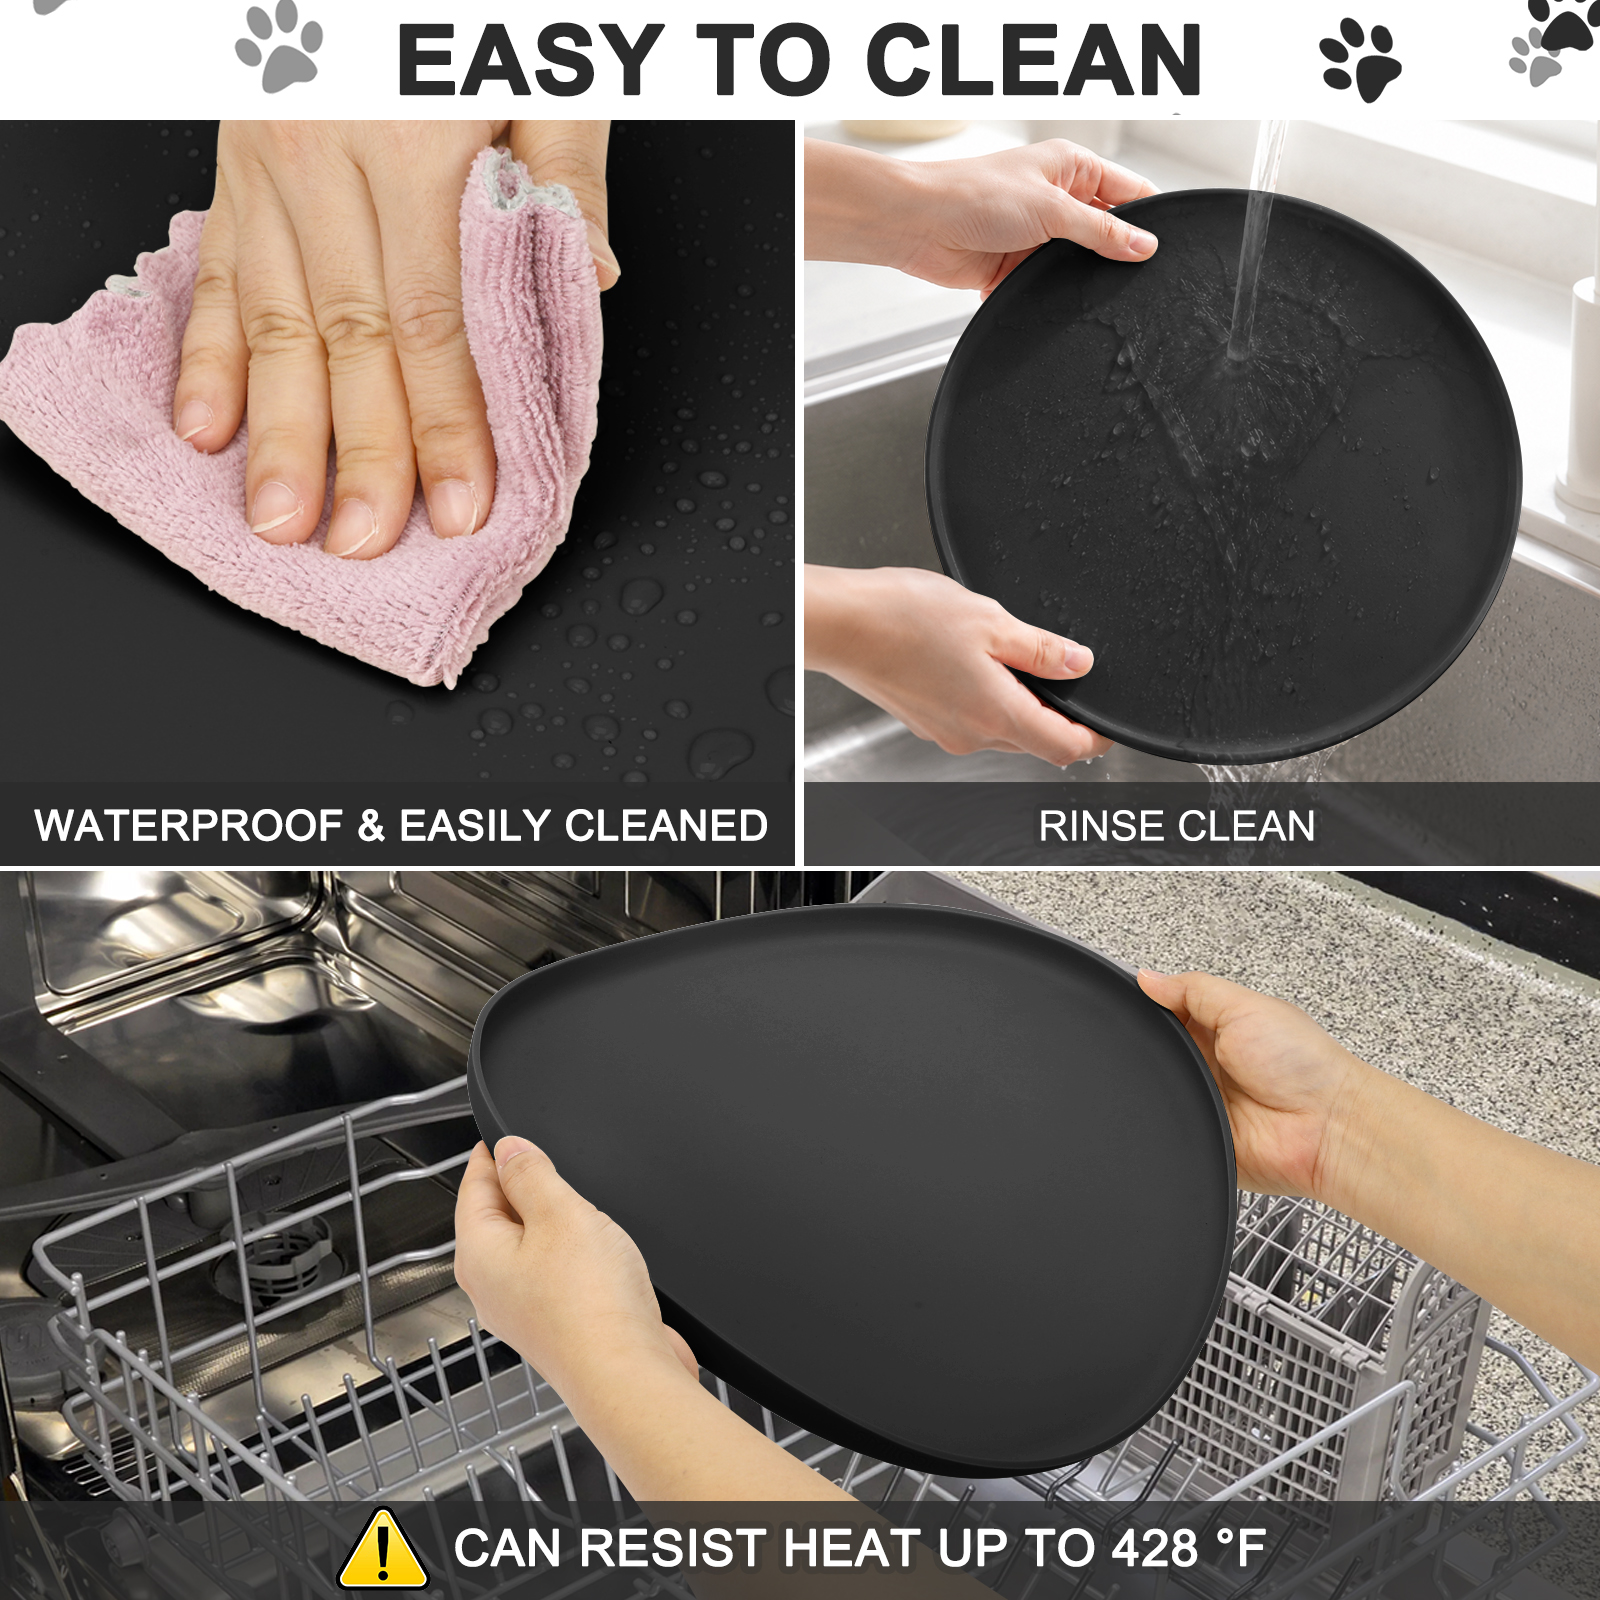 EASY TO CLEAN
WATERPROOF & EASILY CLEANED
RINSE CLEAN
CAN RESIST HEAT UP TO 428 °F